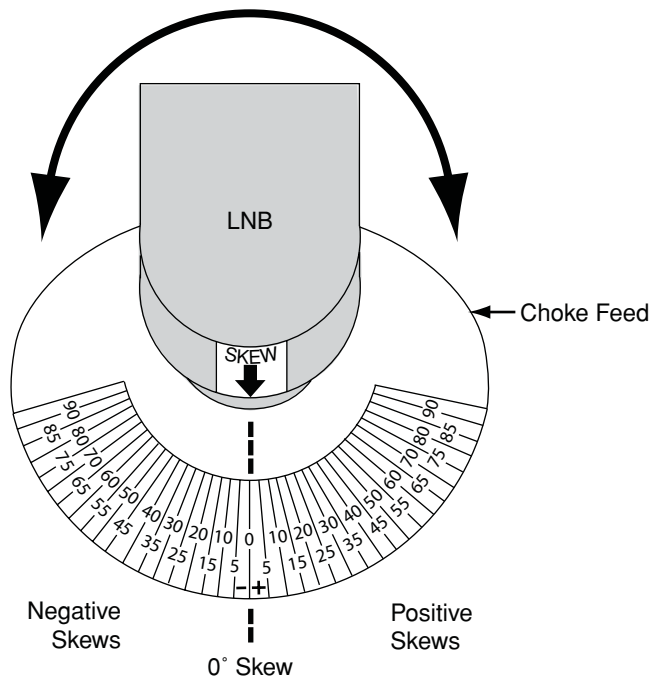 LNB
Choke Feed
SKEW
90 80 70 60 50 40 30 20 10 0 10 20 30 40 50 60 70 80 90
85 75 65 55 45 35 25 15 5 5 15 25 35 45 55 65 75 85
– +
Negative
Skews
Positive
Skews
0° Skew